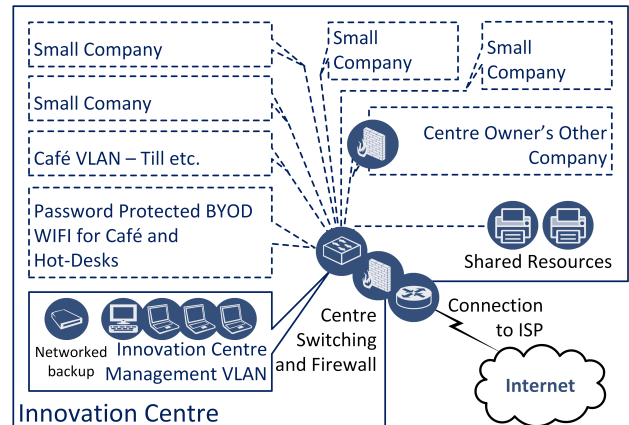 Small Company
Small
Company
Small
Company
Small Comany
Centre Owner's Other
Company
Café VLAN – Till etc.
Password Protected BYOD
WIFI for Café and
Hot-Desks
Shared Resources
Networked
backup
Innovation Centre
Management VLAN
Centre
Switching
and Firewall
Connection
to ISP
Internet
Innovation Centre